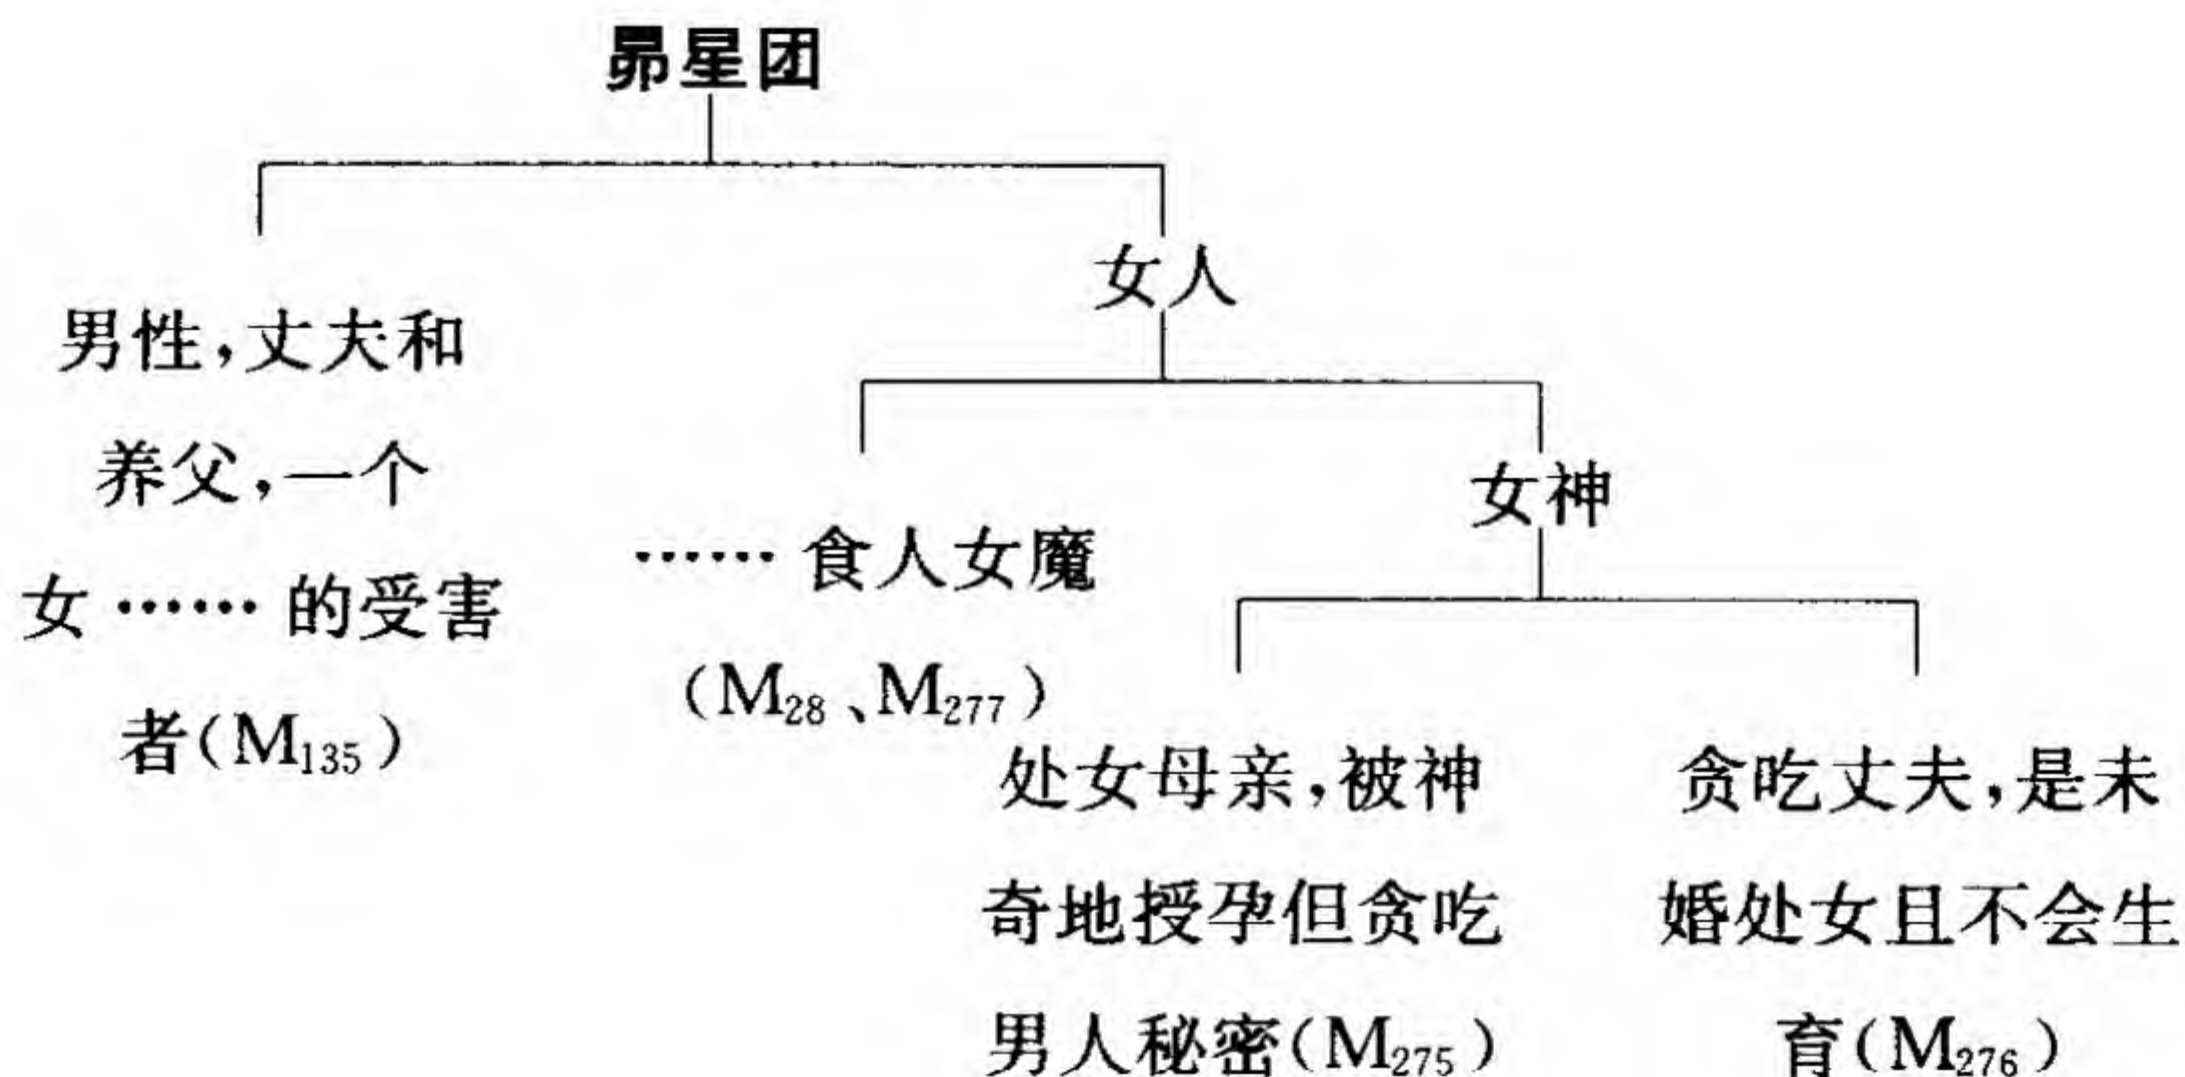 昴星团
女人
男性,丈夫和
养父,一个
女 …… 的受害
者(M₁₃₅)
…… 食人女魔
(M₂₈、M₂₇₇)
女神
处女母亲,被神
奇地授孕但贪吃
男人秘密(M₂₇₅)
贪吃丈夫,是未
婚处女且不会生
育(M₂₇₆)